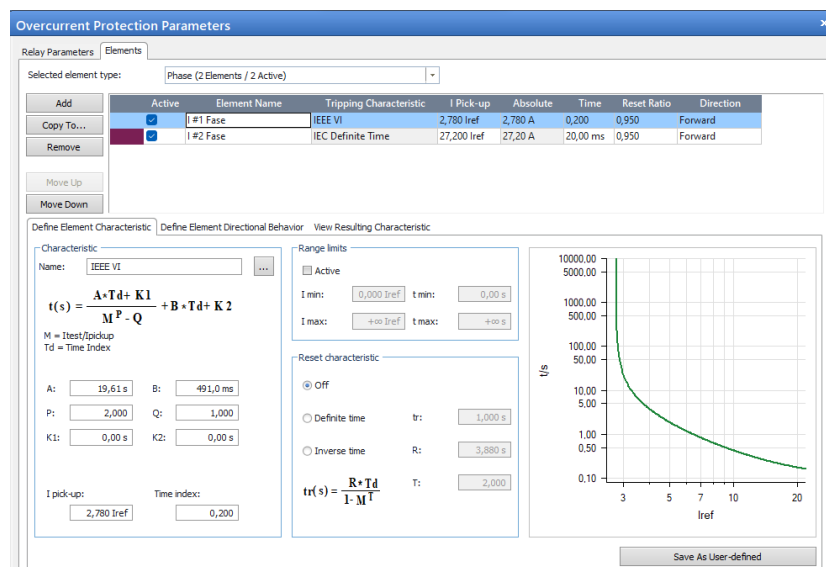 Overcurrent Protection Parameters
Relay Parameters Elements
Selected element type: Phase (2 Elements / 2 Active)
Add
Copy To...
Remove
Move Up
Move Down
Active Element Name Tripping Characteristic I Pick-up Absolute Time Reset Ratio Direction
I #1 Fase IEEE VI 2,780 Iref 2,780 A 0,200 0,950 Forward
I #2 Fase IEC Definite Time 27,200 Iref 27,20 A 20,00 ms 0,950 Forward
Define Element Characteristic Define Element Directional Behavior View Resulting Characteristic
Characteristic
Name: IEEE VI ...
t(s) = A*Td+ K1 / M^P - Q + B *Td+ K 2
M = Itest/Ipickup
Td = Time Index
A: 19,61 s B: 491,0 ms
P: 2,000 Q: 1,000
K1: 0,00 s K2: 0,00 s
I pick-up: Time index:
2,780 Iref 0,200
Range limits
Active
I min: 0,000 Iref t min: 0,00 s
I max: +∞ Iref t max: +∞ s
Reset characteristic
Off
Definite time tr: 1,000 s
Inverse time R: 3,880 s
tr(s) = R* Td / 1- M^T T: 2,000
t/s
10000,00
5000,00
1000,00
500,00
100,00
50,00
10,00
5,00
1,00
0,50
0,10
3 5 7 10 20
Iref
Save As User-defined